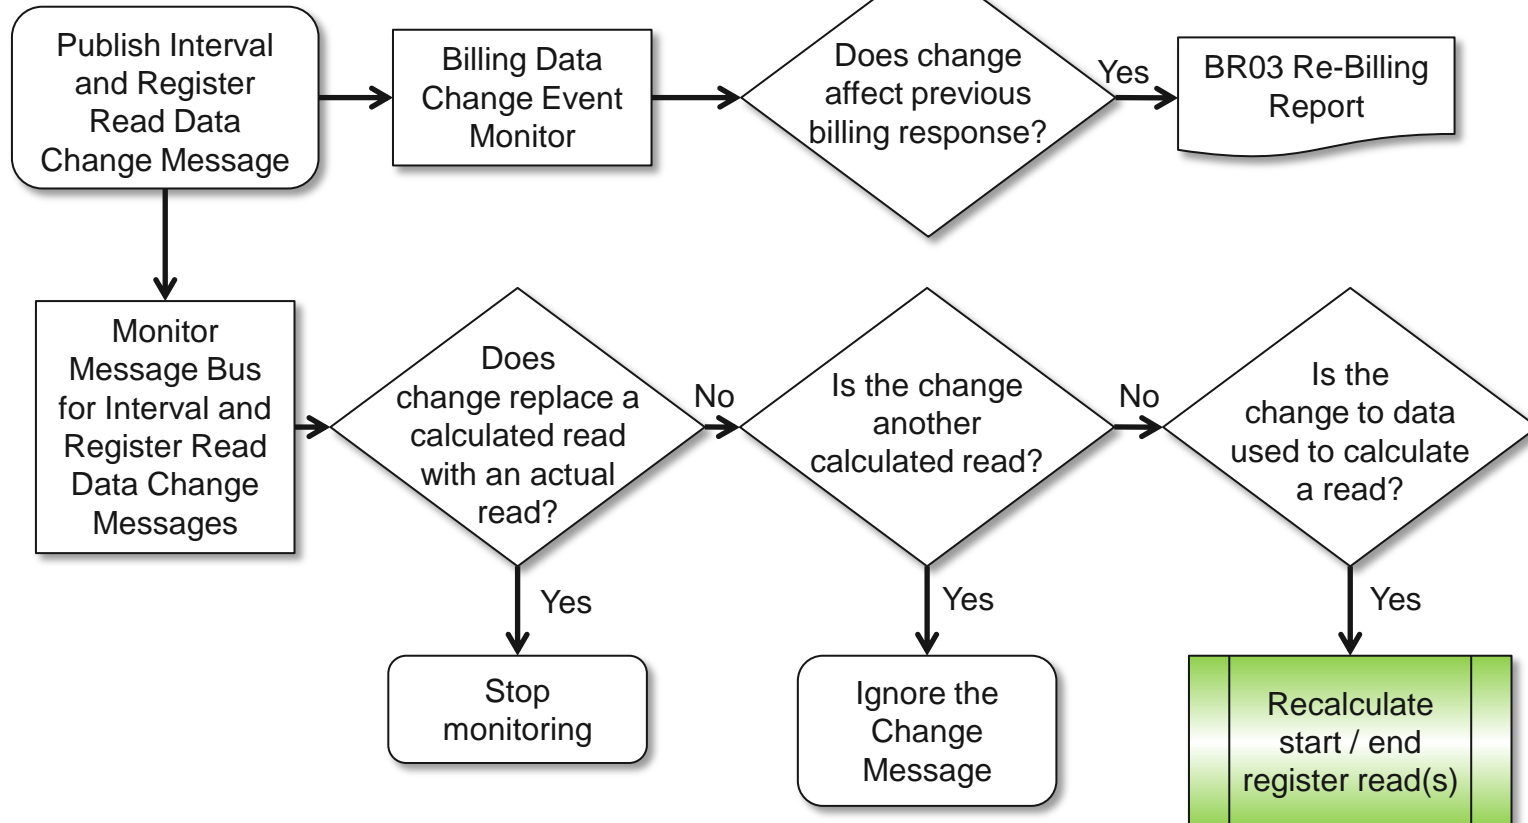 Publish Interval
and Register
Read Data
Change Message
Billing Data
Change Event
Monitor
Does change
affect previous
billing response?
Yes
BR03 Re-Billing
Report
Monitor
Message Bus
for Interval and
Register Read
Data Change
Messages
Does
change replace a
calculated read
with an actual
read?
No
Is the change
another
calculated read?
No
Is the
change to data
used to calculate
a read?
Yes
Yes
Yes
Stop
monitoring
Ignore the
Change
Message
Recalculate
start / end
register read(s)